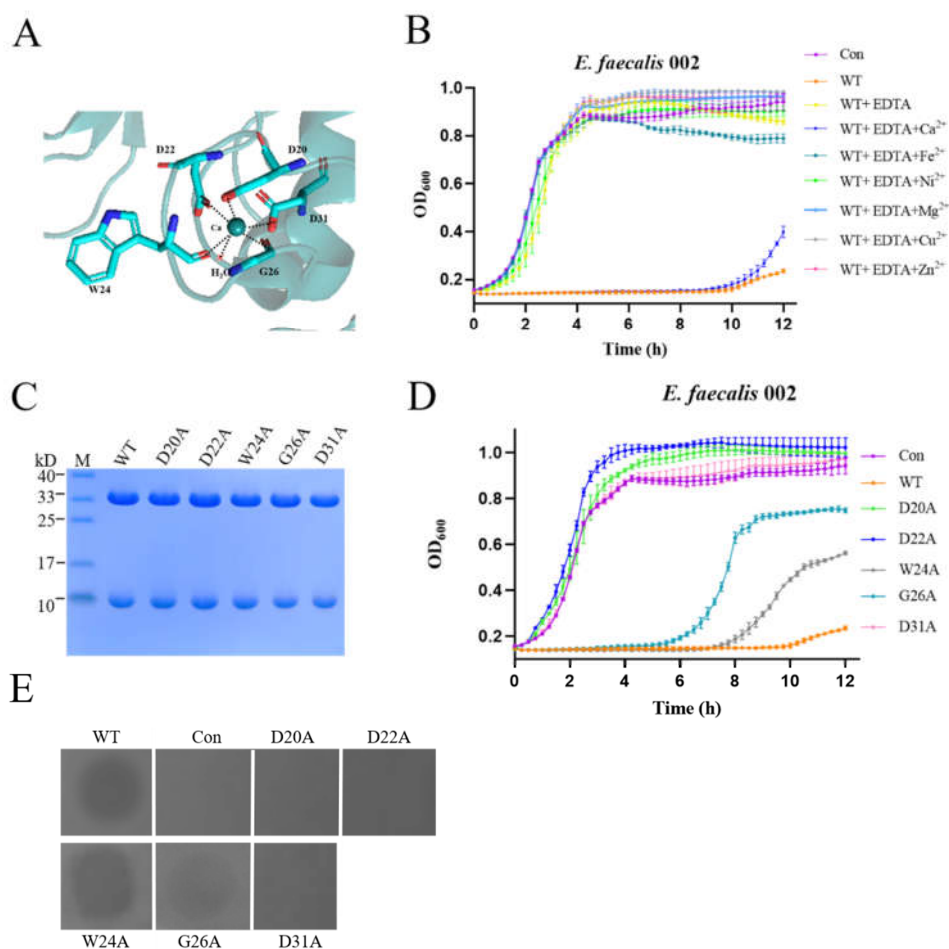 A
D22
D20
Ca
D31
H₂O
G26
W24
B
E. faecalis 002
OD₆₀₀
1.0
0.8
0.6
0.4
0.2
0 2 4 6 8 10 12
Time (h)
Con
WT
WT+ EDTA
WT+ EDTA+Ca²⁺
WT+ EDTA+Fe²⁺
WT+ EDTA+Ni²⁺
WT+ EDTA+Mg²⁺
WT+ EDTA+Cu²⁺
WT+ EDTA+Zn²⁺
C
kD M WT D20A D22A W24A G26A D31A
40
33
25
17
10
D
E. faecalis 002
OD₆₀₀
1.0
0.8
0.6
0.4
0.2
0 2 4 6 8 10 12
Time (h)
Con
WT
D20A
D22A
W24A
G26A
D31A
E
WT Con D20A D22A
W24A G26A D31A